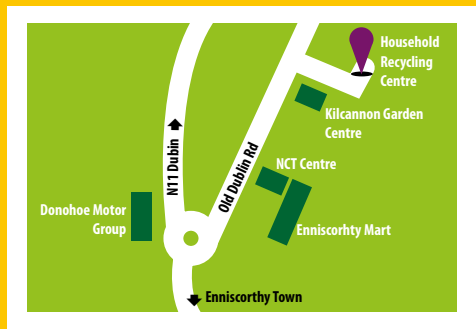 Household
Recycling
Centre
Kilcannon Garden
Centre
N11 Dubin
Old Dublin Rd
NCT Centre
Donohoe Motor
Group
Enniscorhty Mart
Enniscorthy Town